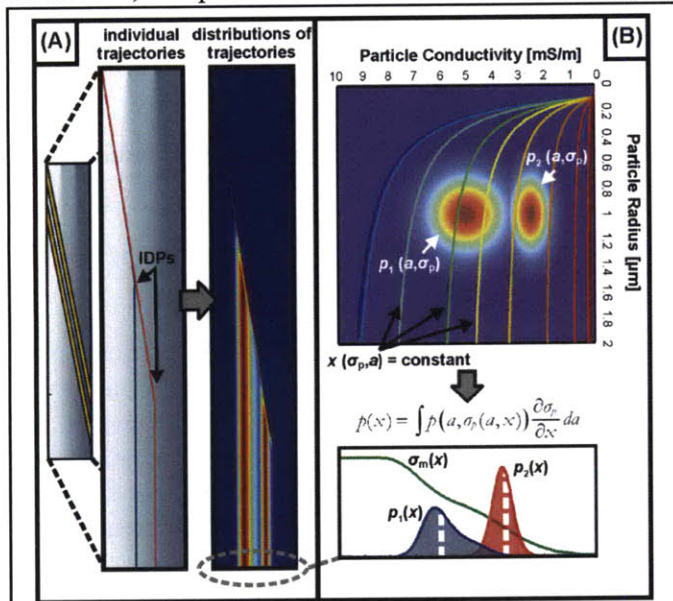 (A)
individual
trajectories
distributions of
trajectories
IDPs
(B)
Particle Conductivity [mS/m]
10 9 8 7 6 5 4 3 2 1 0
0 0.2 0.4 0.6 0.8 1 1.2 1.4 1.6 1.8 2
Particle Radius [μm]
p₂ (a,σₚ)
p₁ (a,σₚ)
x (σₚ,a) = constant
p(x) = ∫ p(a, σₚ(a, x)) ∂σₚ/∂x da
σₘ(x)
p₂(x)
p₁(x)